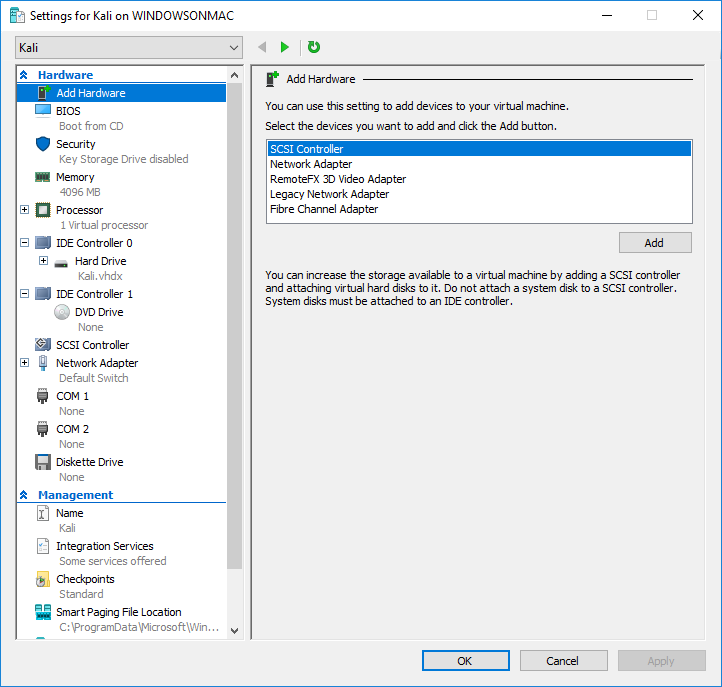 Settings for Kali on WINDOWSONMAC
Kali
Hardware
Add Hardware
BIOS
Boot from CD
Security
Key Storage Drive disabled
Memory
4096 MB
Processor
1 Virtual processor
IDE Controller 0
Hard Drive
Kali.vhdx
IDE Controller 1
DVD Drive
None
SCSI Controller
Network Adapter
Default Switch
COM 1
None
COM 2
None
Diskette Drive
None
Management
Name
Kali
Integration Services
Some services offered
Checkpoints
Standard
Smart Paging File Location
C:\ProgramData\Microsoft\Win...
Add Hardware
You can use this setting to add devices to your virtual machine.
Select the devices you want to add and click the Add button.
SCSI Controller
Network Adapter
RemoteFX 3D Video Adapter
Legacy Network Adapter
Fibre Channel Adapter
Add
You can increase the storage available to a virtual machine by adding a SCSI controller
and attaching virtual hard disks to it. Do not attach a system disk to a SCSI controller.
System disks must be attached to an IDE controller.
OK
Cancel
Apply